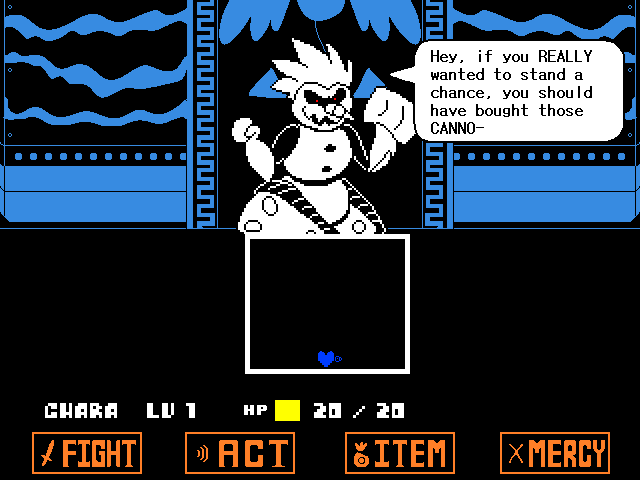 Hey, if you REALLY
wanted to stand a
chance, you should
have bought those
CANNO-
CHARA LV 1 HP 20 / 20
FIGHT ACT ITEM MERCY